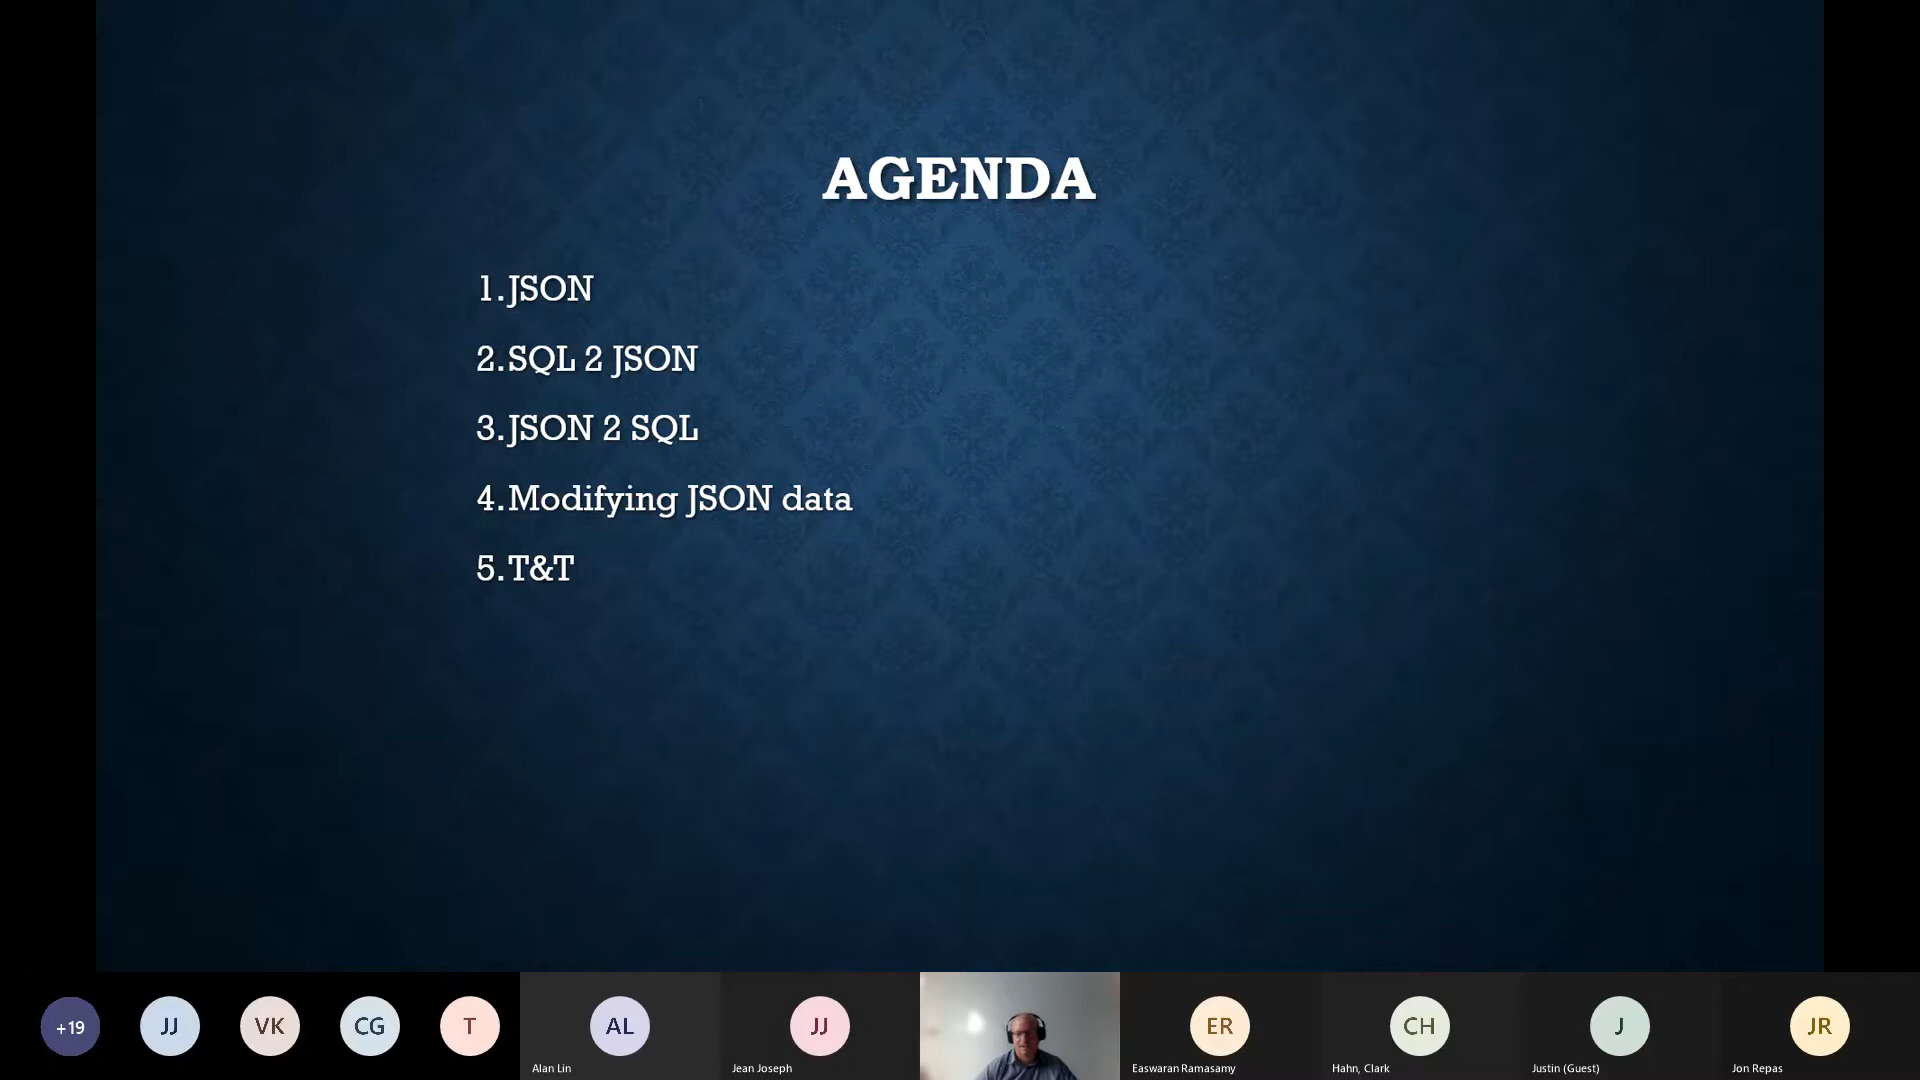 AGENDA
1. JSON
2. SQL 2 JSON
3. JSON 2 SQL
4. Modifying JSON data
5. T&T
+19
JJ
VK
CG
T
AL
JJ
ER
CH
J
JR
Alan Lin
Jean Joseph
Easwaran Ramasamy
Hahn, Clark
Justin (Guest)
Jon Repas